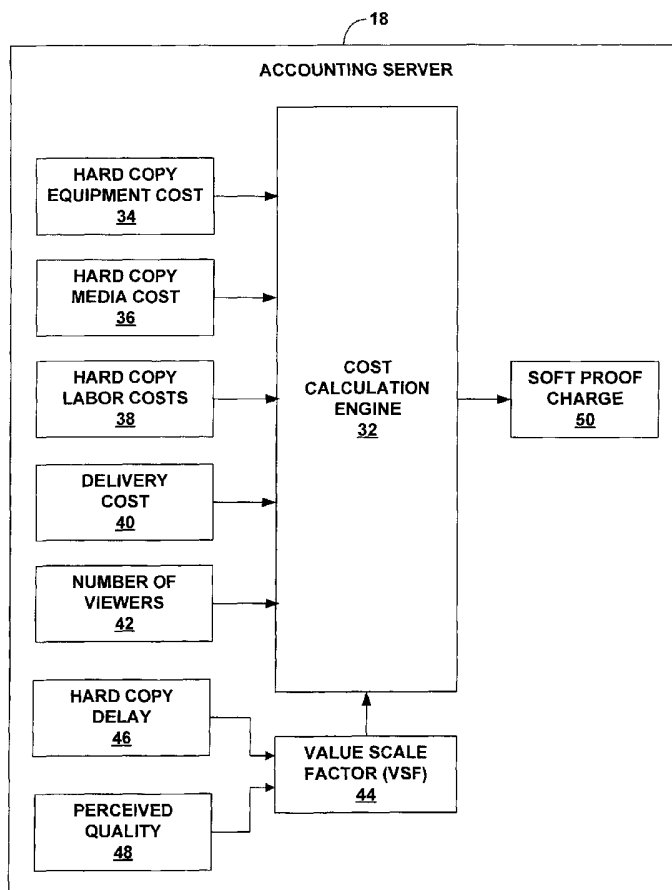 18
ACCOUNTING SERVER
HARD COPY
EQUIPMENT COST
34
HARD COPY
MEDIA COST
36
HARD COPY
LABOR COSTS
38
DELIVERY
COST
40
NUMBER OF
VIEWERS
42
HARD COPY
DELAY
46
PERCEIVED
QUALITY
48
COST
CALCULATION
ENGINE
32
VALUE SCALE
FACTOR (VSF)
44
SOFT PROOF
CHARGE
50